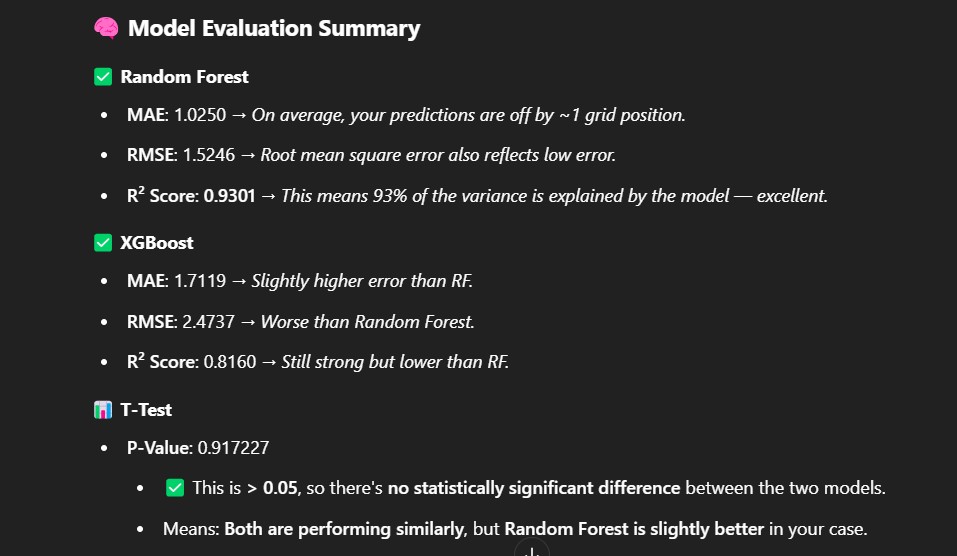 🧠 Model Evaluation Summary
✅ Random Forest
• MAE: 1.0250 → On average, your predictions are off by ~1 grid position.
• RMSE: 1.5246 → Root mean square error also reflects low error.
• R² Score: 0.9301 → This means 93% of the variance is explained by the model — excellent.
✅ XGBoost
• MAE: 1.7119 → Slightly higher error than RF.
• RMSE: 2.4737 → Worse than Random Forest.
• R² Score: 0.8160 → Still strong but lower than RF.
📊 T-Test
• P-Value: 0.917227
• ✅ This is > 0.05, so there's no statistically significant difference between the two models.
• Means: Both are performing similarly, but Random Forest is slightly better in your case.